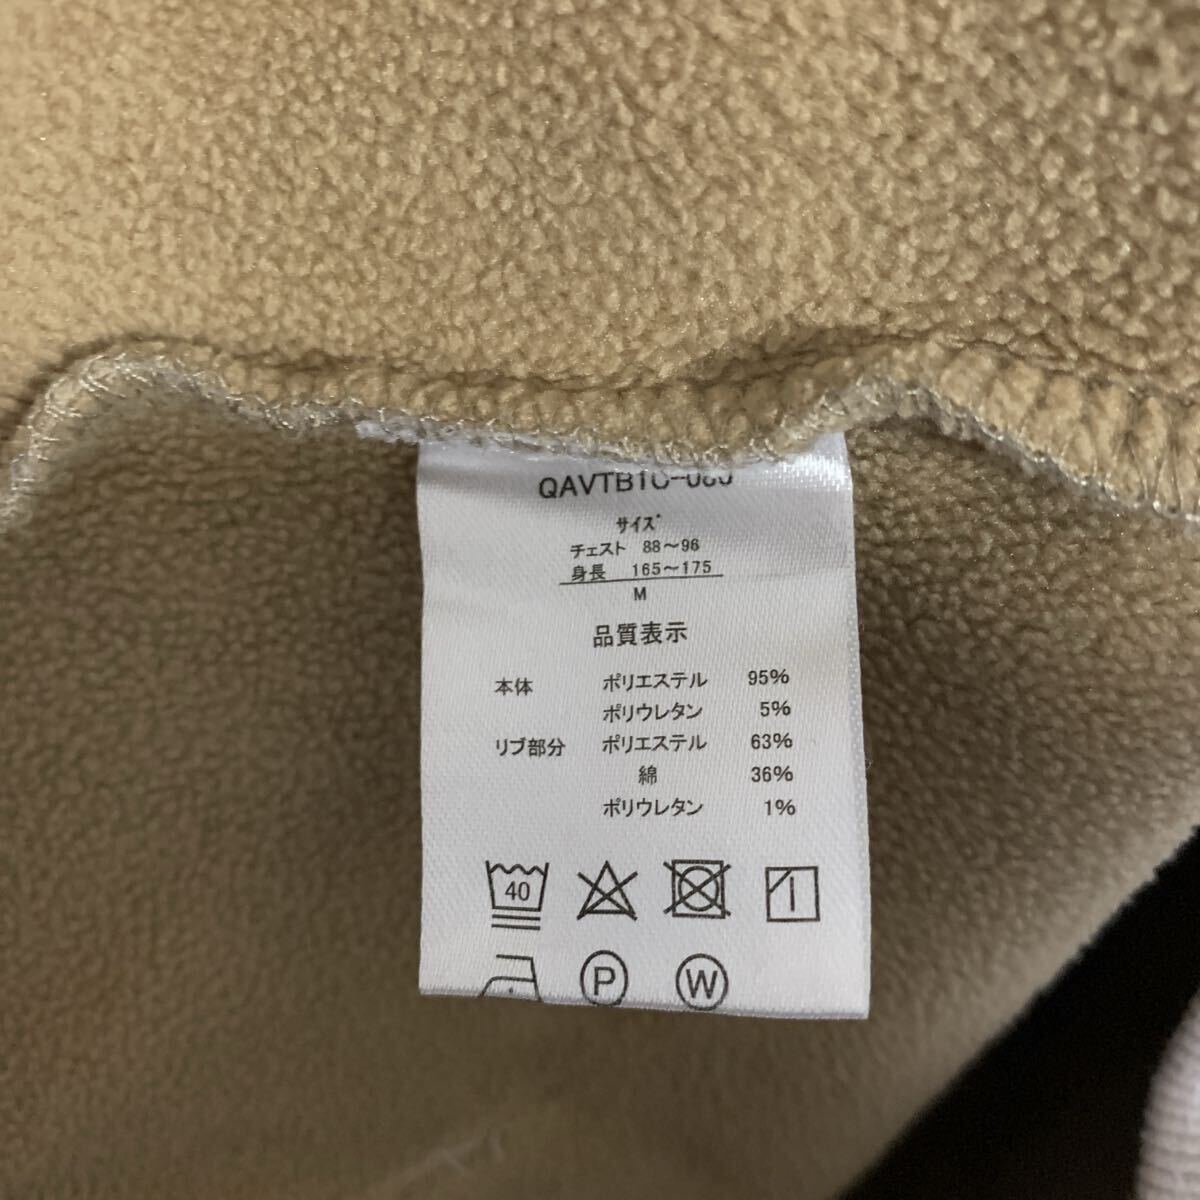 サイズ
チェスト 88～96
身長 165～175
M
品質表示
本体 ポリエステル 95%
ポリウレタン 5%
リブ部分 ポリエステル 63%
綿 36%
ポリウレタン 1%
40
P W